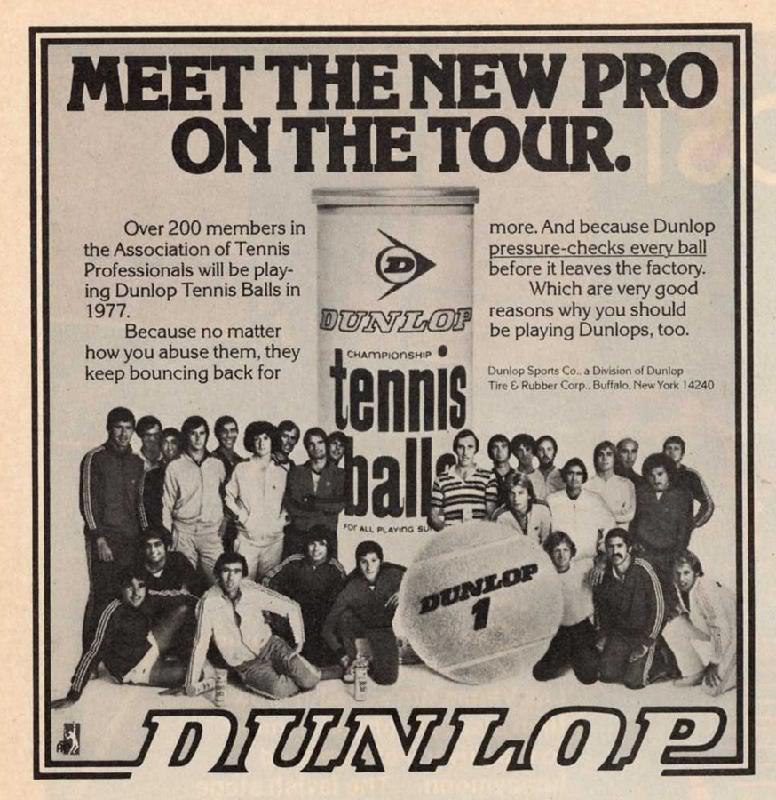 MEET THE NEW PRO
ON THE TOUR.
Over 200 members in
the Association of Tennis
Professionals will be play-
ing Dunlop Tennis Balls in
1977.
Because no matter
how you abuse them, they
keep bouncing back for
more. And because Dunlop
pressure-checks every ball
before it leaves the factory.
Which are very good
reasons why you should
be playing Dunlops, too.
Dunlop Sports Co., a Division of Dunlop
Tire & Rubber Corp., Buffalo, New York 14240
D
DUNLOP
CHAMPIONSHIP
tennis
balls
FOR ALL PLAYING SU
DUNLOP
1
DUNLOP